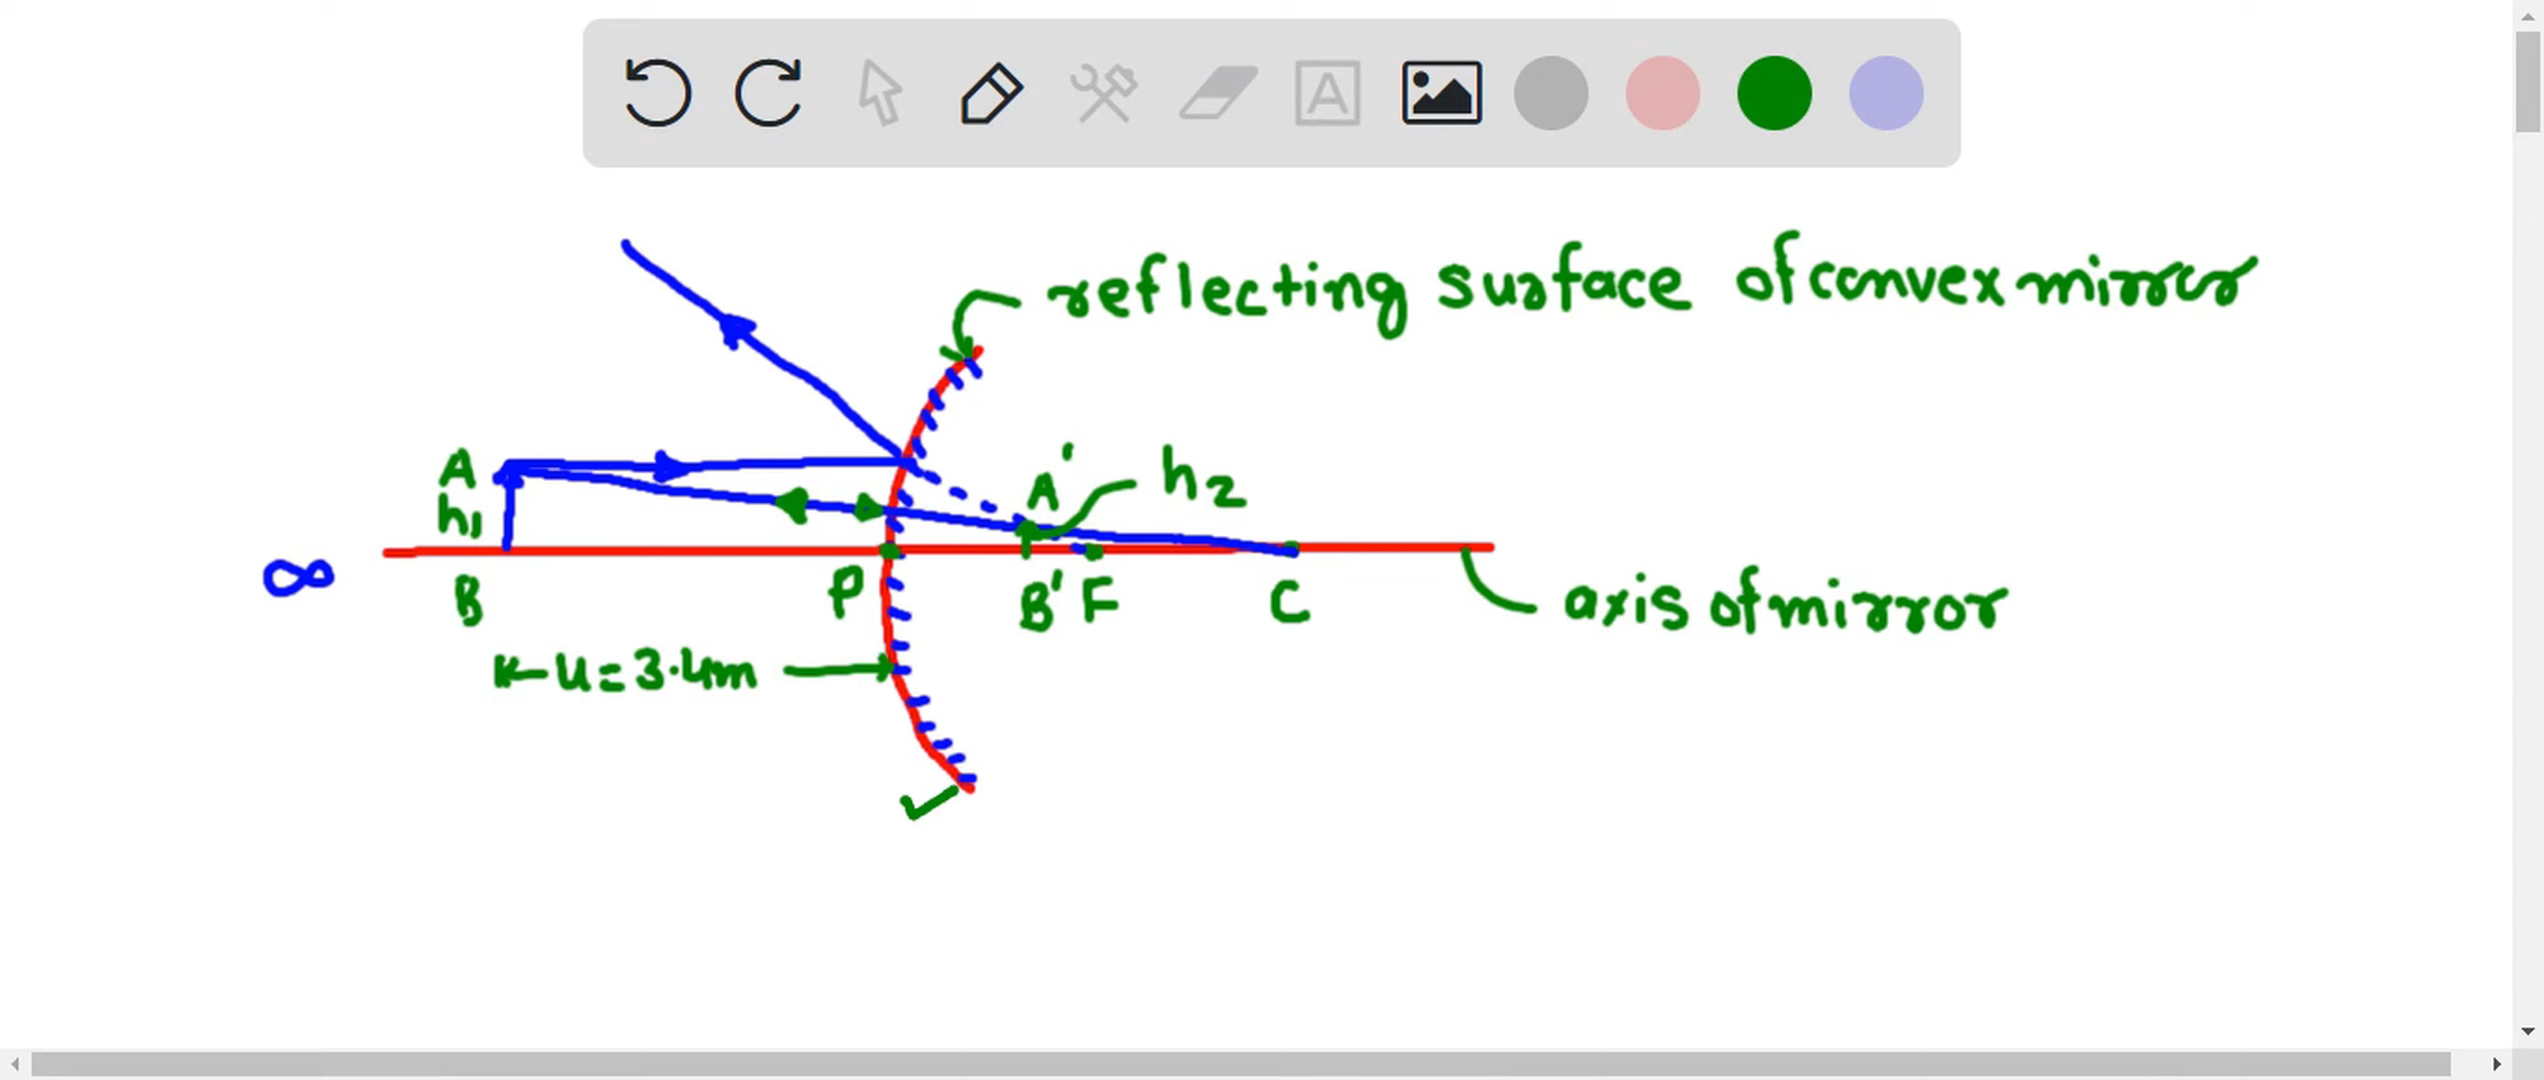 A
reflecting surface of convex mirror
A
h₁
A' h₂
∞
B P B' F C axis of mirror
u = 3.4m